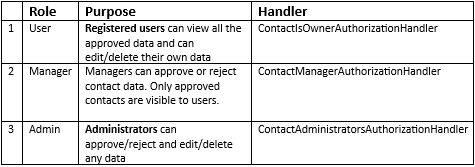 Role Purpose Handler
1 User Registered users can view all the ContactIsOwnerAuthorizationHandler
approved data and can
edit/delete their own data
2 Manager Managers can approve or reject ContactManagerAuthorizationHandler
contact data. Only approved
contacts are visible to users.
3 Admin Administrators can ContactAdministratorsAuthorizationHandler
approve/reject and edit/delete
any data